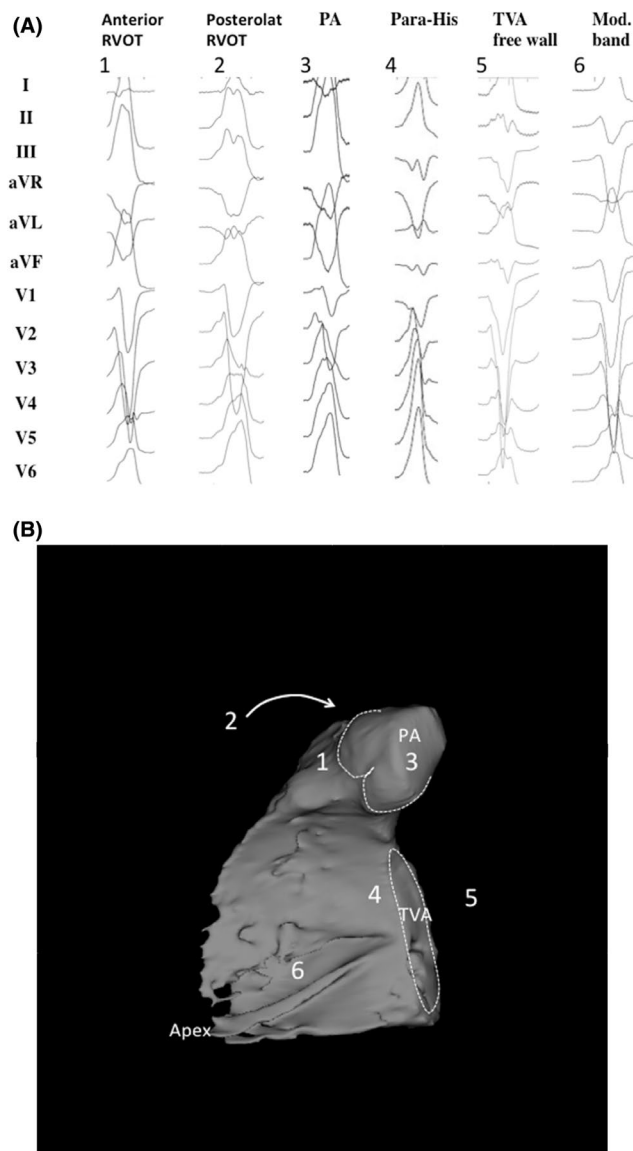 (A)
Anterior RVOT Posterolat RVOT PA Para-His TVA free wall Mod. band
1 2 3 4 5 6
I
II
III
aVR
aVL
aVF
V1
V2
V3
V4
V5
V6
(B)
2
PA
1 3
4 5
TVA
6
Apex